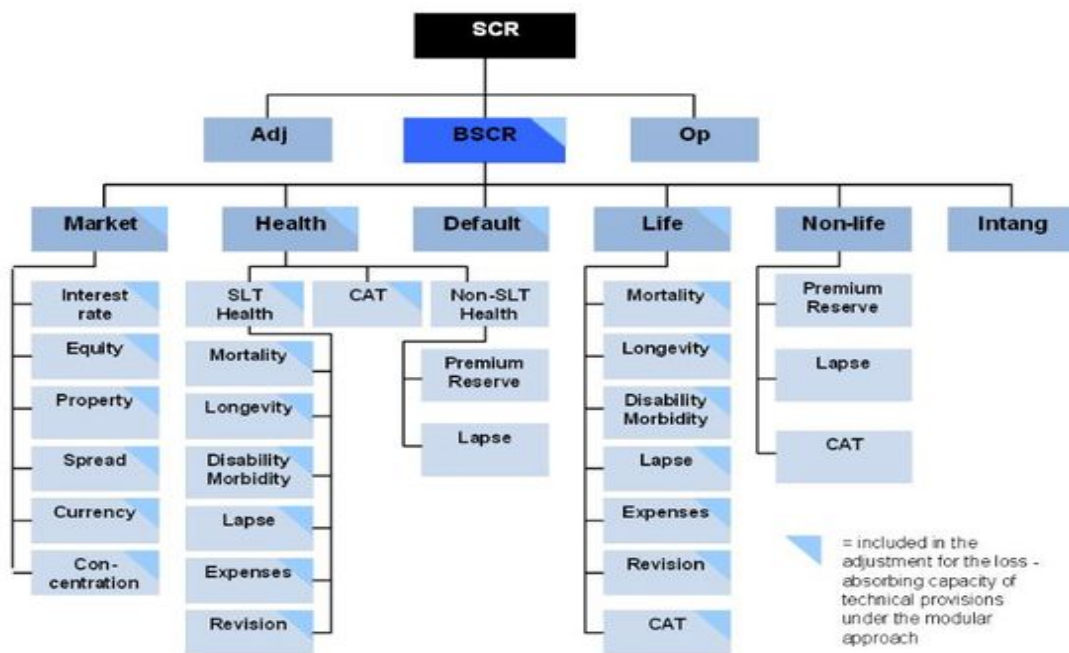 SCR
Adj
BSCR
Op
Market
Health
Default
Life
Non-life
Intang
Interest
rate
Equity
Property
Spread
Currency
Con-
centration
SLT
Health
CAT
Non-SLT
Health
Mortality
Longevity
Disability
Morbidity
Lapse
Expenses
Revision
Premium
Reserve
Lapse
Mortality
Longevity
Disability
Morbidity
Lapse
Expenses
Revision
CAT
Premium
Reserve
Lapse
CAT
= included in the
adjustment for the loss -
absorbing capacity of
technical provisions
under the modular
approach